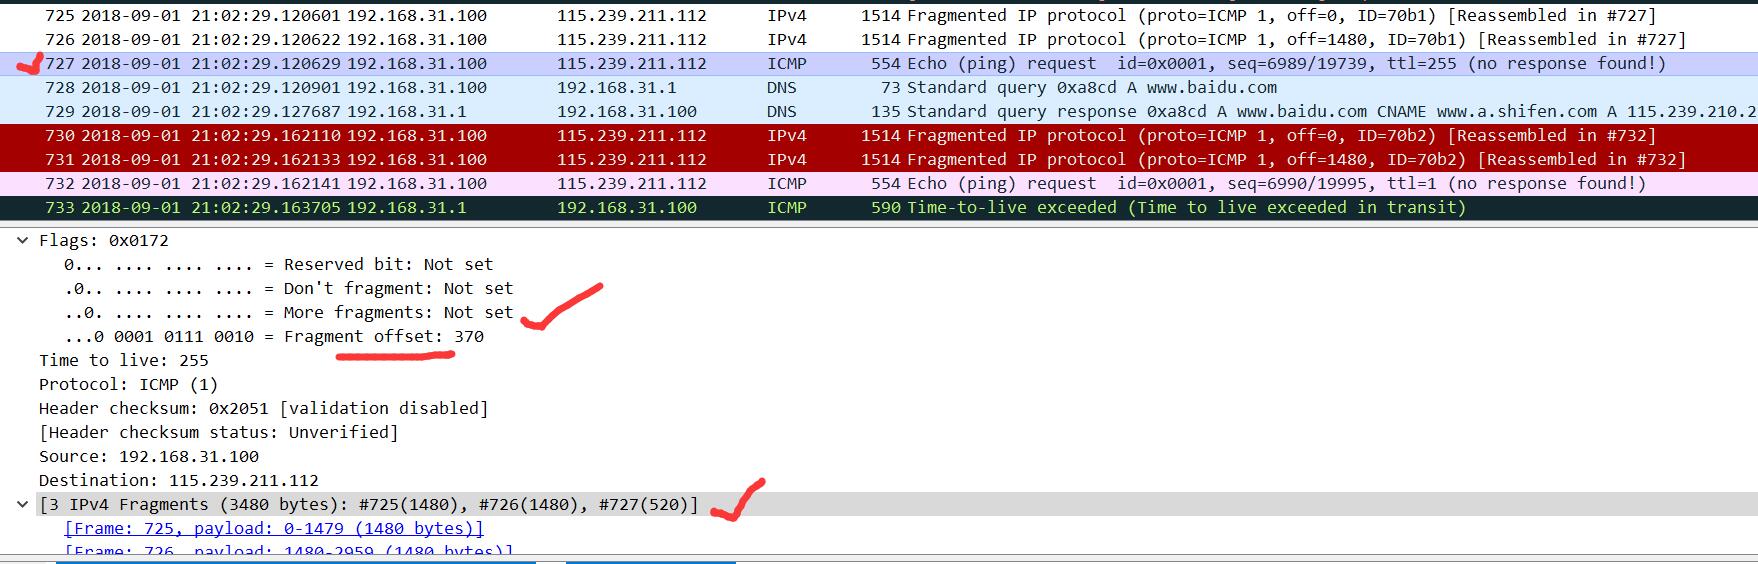 725 2018-09-01 21:02:29.120601 192.168.31.100 115.239.211.112 IPv4 1514 Fragmented IP protocol (proto=ICMP 1, off=0, ID=70b1) [Reassembled in #727]
726 2018-09-01 21:02:29.120622 192.168.31.100 115.239.211.112 IPv4 1514 Fragmented IP protocol (proto=ICMP 1, off=1480, ID=70b1) [Reassembled in #727]
727 2018-09-01 21:02:29.120629 192.168.31.100 115.239.211.112 ICMP 554 Echo (ping) request id=0x0001, seq=6989/19739, ttl=255 (no response found!)
728 2018-09-01 21:02:29.120901 192.168.31.100 192.168.31.1 DNS 73 Standard query 0xa8cd A www.baidu.com
729 2018-09-01 21:02:29.127687 192.168.31.1 192.168.31.100 DNS 135 Standard query response 0xa8cd A www.baidu.com CNAME www.a.shifen.com A 115.239.210.2
730 2018-09-01 21:02:29.162110 192.168.31.100 115.239.211.112 IPv4 1514 Fragmented IP protocol (proto=ICMP 1, off=0, ID=70b2) [Reassembled in #732]
731 2018-09-01 21:02:29.162133 192.168.31.100 115.239.211.112 IPv4 1514 Fragmented IP protocol (proto=ICMP 1, off=1480, ID=70b2) [Reassembled in #732]
732 2018-09-01 21:02:29.162141 192.168.31.100 115.239.211.112 ICMP 554 Echo (ping) request id=0x0001, seq=6990/19995, ttl=1 (no response found!)
733 2018-09-01 21:02:29.163705 192.168.31.1 192.168.31.100 ICMP 590 Time-to-live exceeded (Time to live exceeded in transit)
Flags: 0x0172
0... .... .... .... = Reserved bit: Not set
.0.. .... .... .... = Don't fragment: Not set
..0. .... .... .... = More fragments: Not set
...0 0001 0111 0010 = Fragment offset: 370
Time to live: 255
Protocol: ICMP (1)
Header checksum: 0x2051 [validation disabled]
[Header checksum status: Unverified]
Source: 192.168.31.100
Destination: 115.239.211.112
[3 IPv4 Fragments (3480 bytes): #725(1480), #726(1480), #727(520)]
[Frame: 725, payload: 0-1479 (1480 bytes)]
[Frame: 726, payload: 1480-2959 (1480 bytes)]